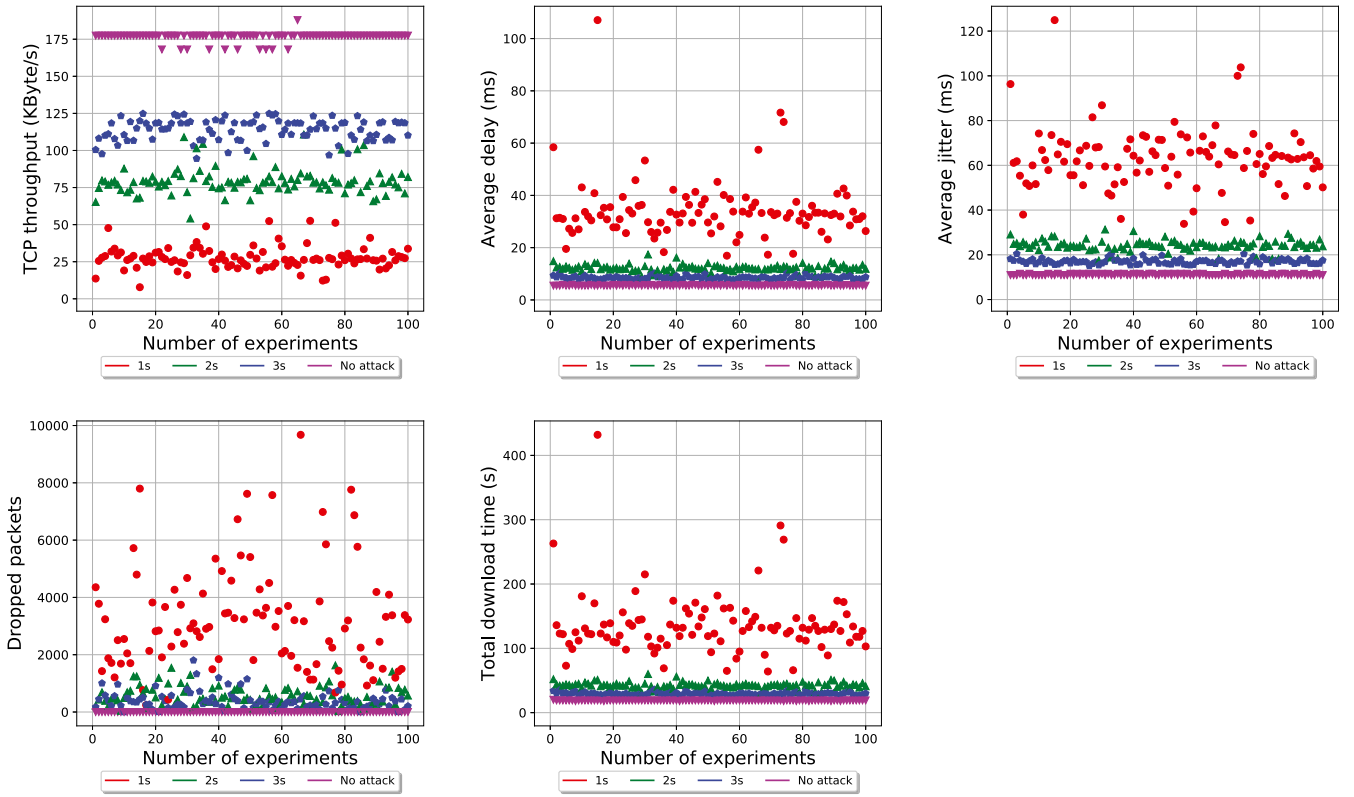 TCP throughput (KByte/s)
175
150
125
100
75
50
25
0
0 20 40 60 80 100
Number of experiments
1s 2s 3s No attack
Average delay (ms)
100
80
60
40
20
0
0 20 40 60 80 100
Number of experiments
1s 2s 3s No attack
Average jitter (ms)
120
100
80
60
40
20
0
0 20 40 60 80 100
Number of experiments
1s 2s 3s No attack
Dropped packets
10000
8000
6000
4000
2000
0
0 20 40 60 80 100
Number of experiments
1s 2s 3s No attack
Total download time (s)
400
300
200
100
0
0 20 40 60 80 100
Number of experiments
1s 2s 3s No attack